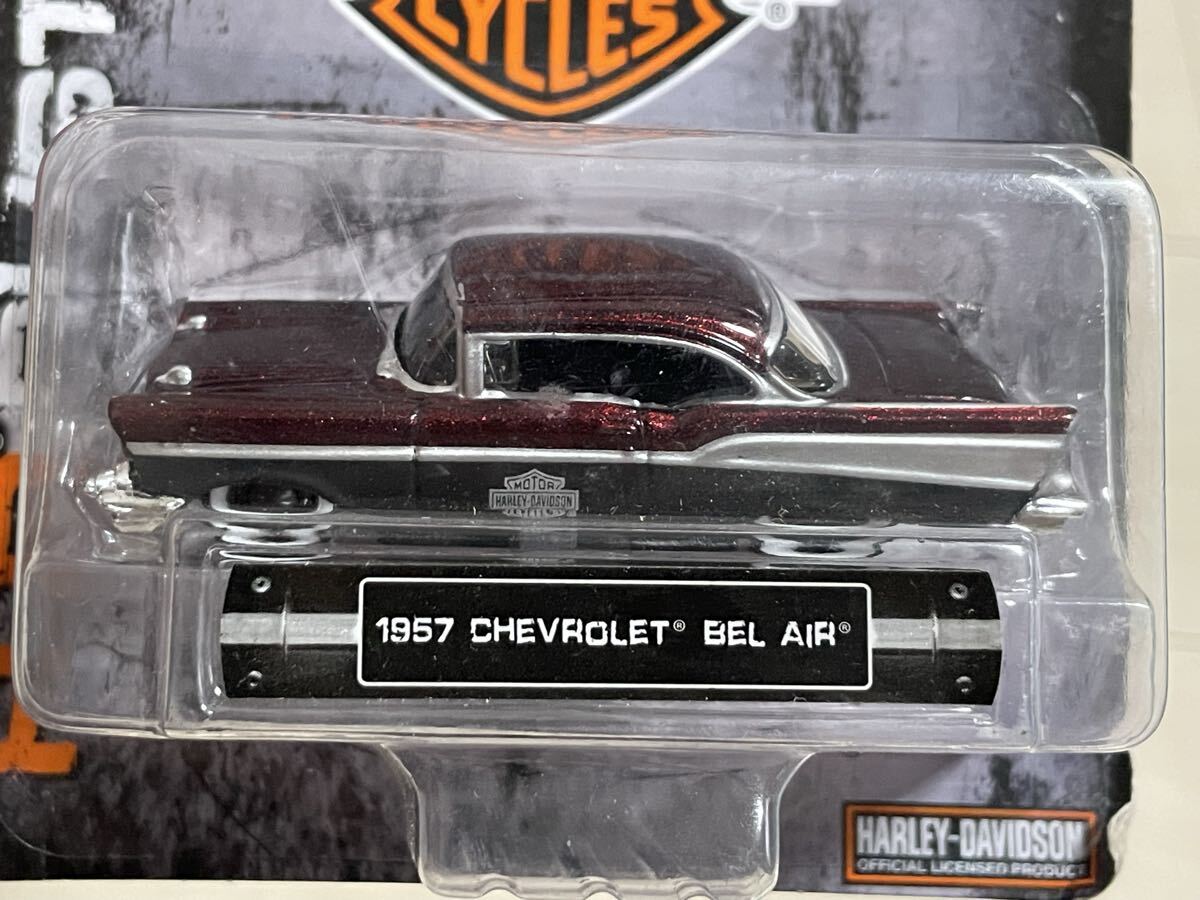 CYCLES
®
MOTOR
HARLEY-DAVIDSON
CYCLES
1957 CHEVROLET® BEL AIR®
HARLEY-DAVIDSON
OFFICIAL LICENSED PRODUCT